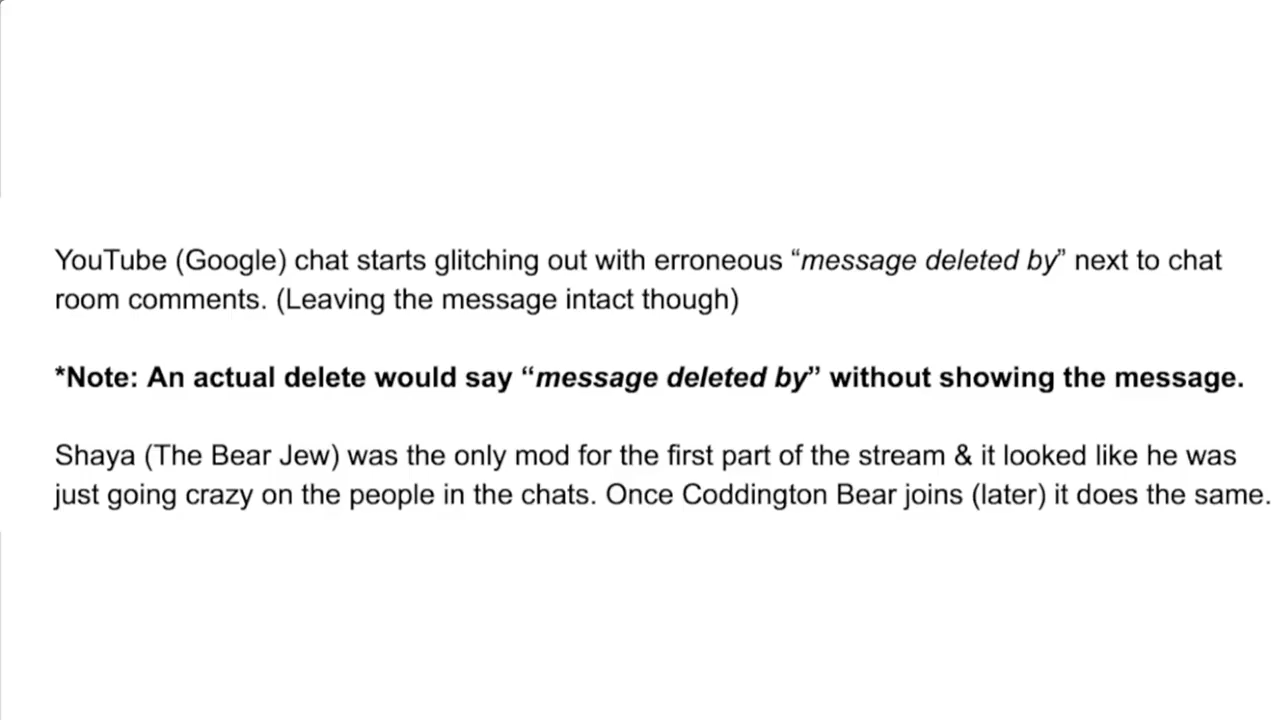 YouTube (Google) chat starts glitching out with erroneous “message deleted by” next to chat
room comments. (Leaving the message intact though)
*Note: An actual delete would say “message deleted by” without showing the message.
Shaya (The Bear Jew) was the only mod for the first part of the stream & it looked like he was
just going crazy on the people in the chats. Once Coddington Bear joins (later) it does the same.